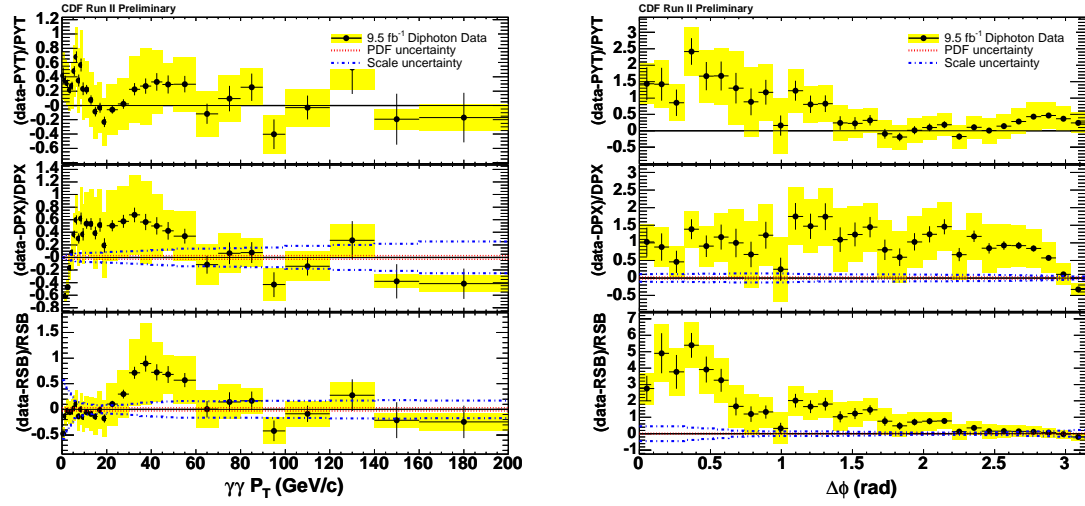 CDF Run II Preliminary
(data-PYT)/PYT
1.2
1
0.8
0.6
0.4
0.2
-0
-0.2
-0.4
-0.6
9.5 fb-1 Diphoton Data
PDF uncertainty
Scale uncertainty
(data-DPX)/DPX
1.4
1.2
1
0.8
0.6
0.4
0.2
-0
-0.2
-0.4
-0.6
-0.8
(data-RSB)/RSB
1.5
1
0.5
0
-0.5
0 20 40 60 80 100 120 140 160 180 200
γγ PT (GeV/c)
CDF Run II Preliminary
(data-PYT)/PYT
3
2.5
2
1.5
1
0.5
0
-0.5
9.5 fb-1 Diphoton Data
PDF uncertainty
Scale uncertainty
(data-DPX)/DPX
3
2.5
2
1.5
1
0.5
0
-0.5
(data-RSB)/RSB
7
6
5
4
3
2
1
0
-1
0 0.5 1 1.5 2 2.5 3
Δϕ (rad)